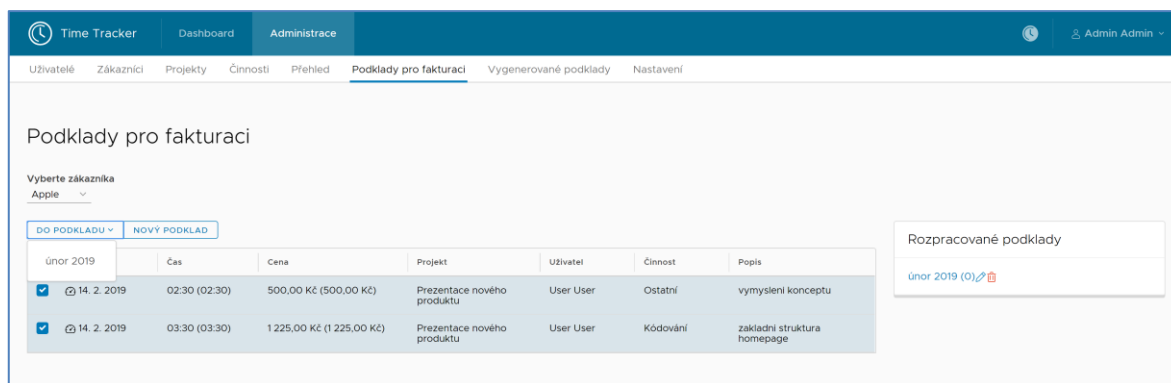 Time Tracker Dashboard Administrace Admin Admin
Uživatelé Zákazníci Projekty Činnosti Přehled Podklady pro fakturaci Vygenerované podklady Nastavení
Podklady pro fakturaci
Vyberte zákazníka
Apple
DO PODKLADU NOVÝ PODKLAD
únor 2019
Čas Cena Projekt Uživatel Činnost Popis
14. 2. 2019 02:30 (02:30) 500,00 Kč (500,00 Kč) Prezentace nového produktu User User Ostatní vymysleni konceptu
14. 2. 2019 03:30 (03:30) 1 225,00 Kč (1 225,00 Kč) Prezentace nového produktu User User Kódování zakladni struktura homepage
Rozpracované podklady
únor 2019 (0)